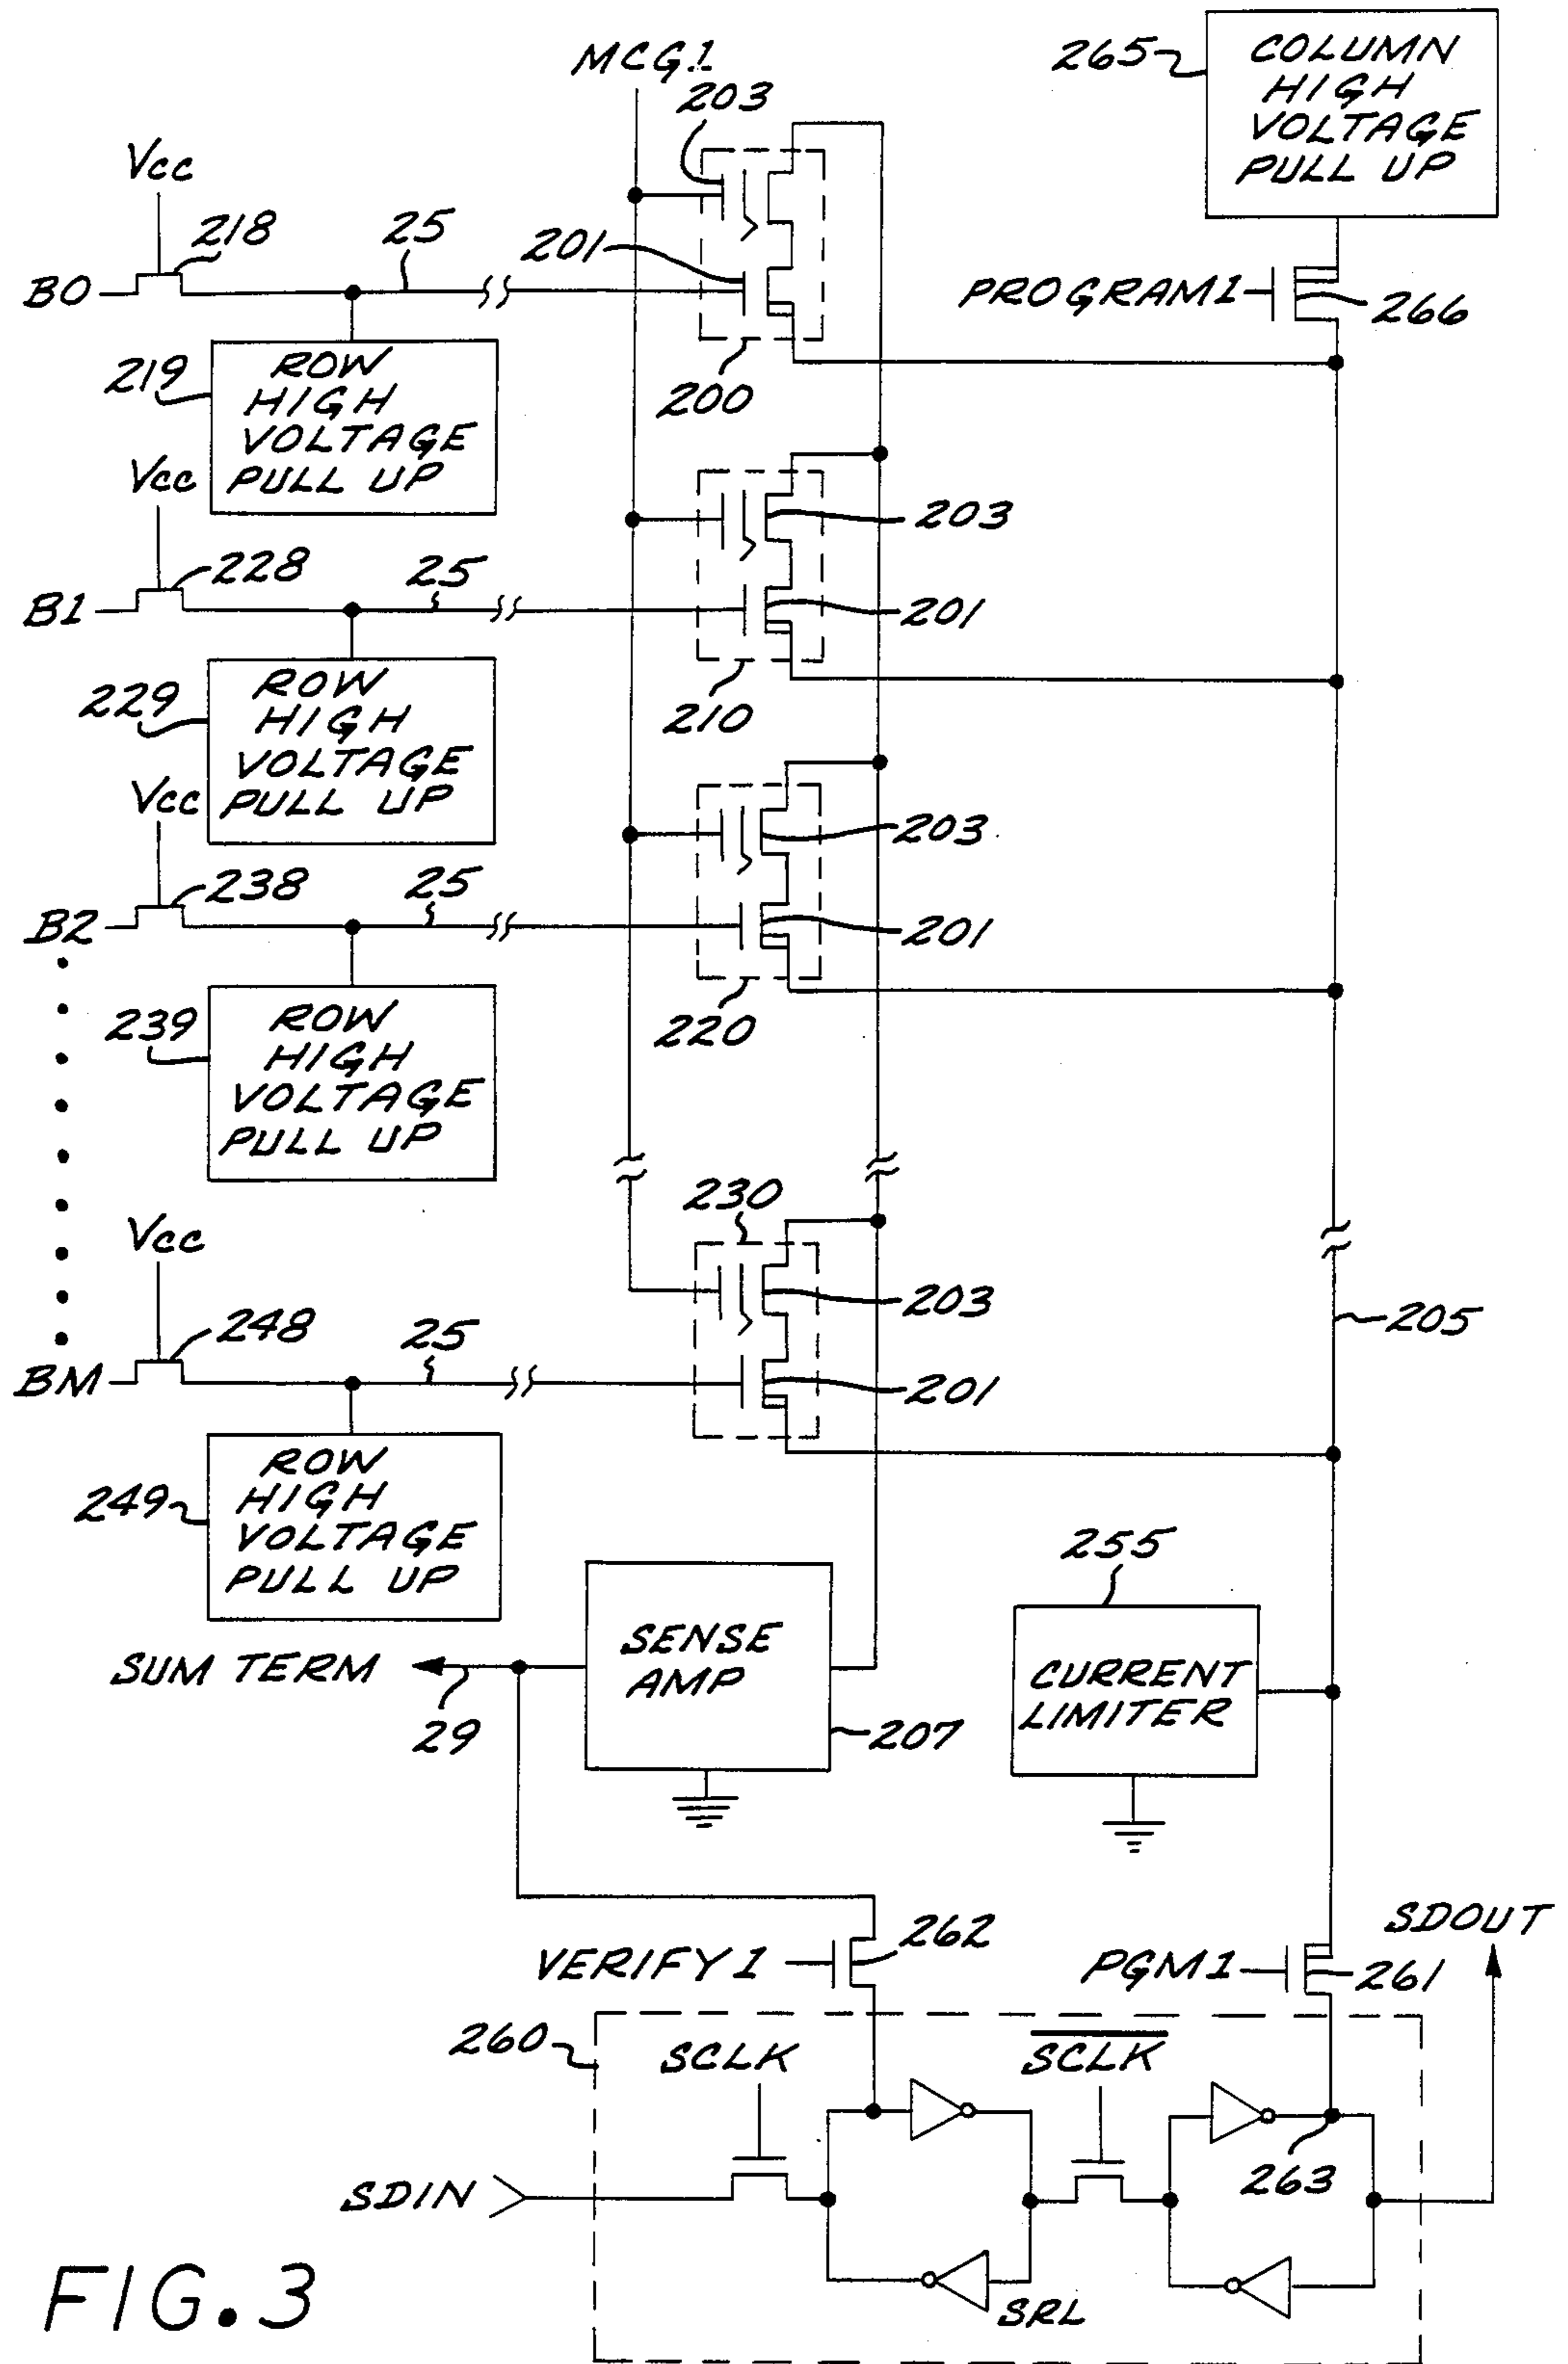 MCG1
203
265
COLUMN
HIGH
VOLTAGE
PULL UP
Vcc
218
25
201
B0
PROGRAM1
266
219
ROW
HIGH
VOLTAGE
PULL UP
200
Vcc
203
228
25
B1
201
229
ROW
HIGH
VOLTAGE
PULL UP
210
Vcc
203
238
25
B2
201
239
ROW
HIGH
VOLTAGE
PULL UP
220
230
Vcc
203
205
248
25
BM
201
249
ROW
HIGH
VOLTAGE
PULL UP
255
SUM TERM
29
SENSE
AMP
207
CURRENT
LIMITER
SDOUT
VERIFY1
262
PGM1
261
260
SCLK
SCLK
263
SDIN
SRL
FIG. 3